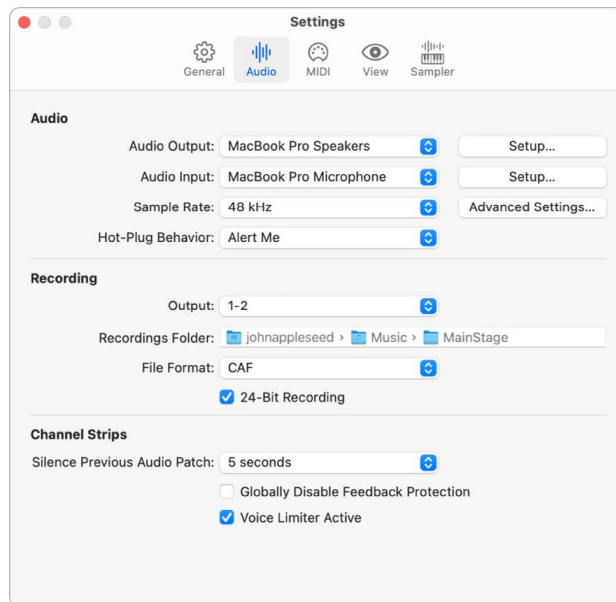 Settings
General Audio MIDI View Sampler
Audio
Audio Output: MacBook Pro Speakers Setup...
Audio Input: MacBook Pro Microphone Setup...
Sample Rate: 48 kHz Advanced Settings...
Hot-Plug Behavior: Alert Me
Recording
Output: 1-2
Recordings Folder: johnappleseed › Music › MainStage
File Format: CAF
24-Bit Recording
Channel Strips
Silence Previous Audio Patch: 5 seconds
Globally Disable Feedback Protection
Voice Limiter Active